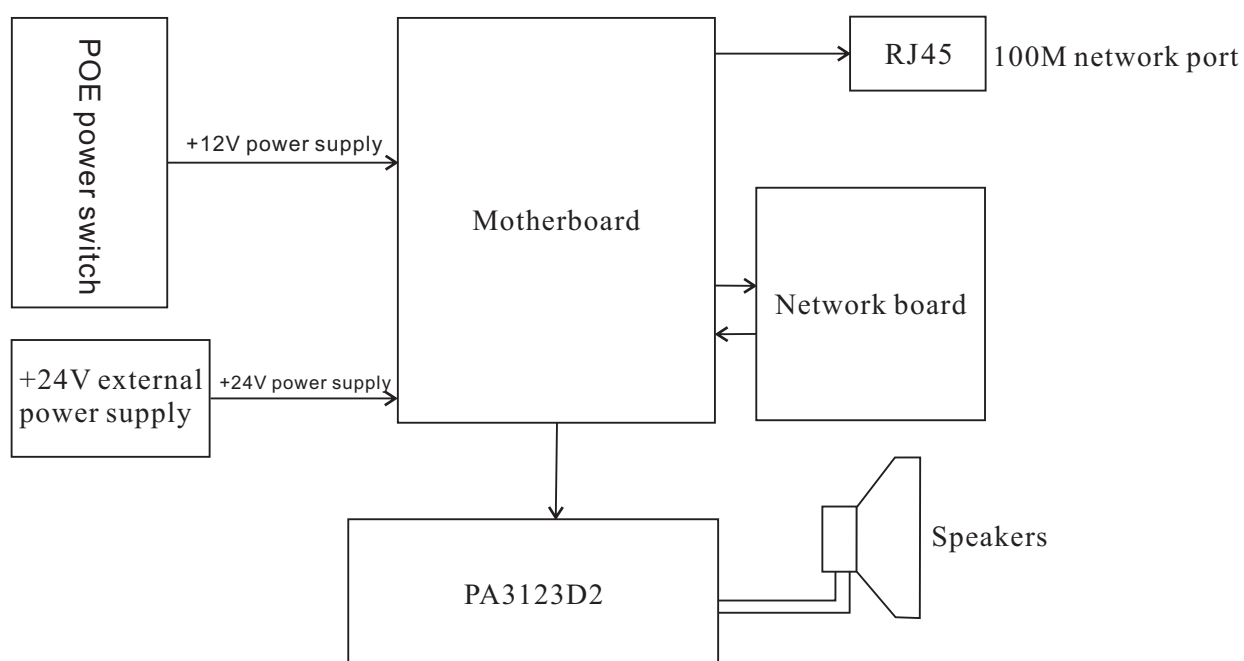 POE power switch
+12V power supply
Motherboard
RJ45
100M network port
Network board
+24V external
power supply
+24V power supply
PA3123D2
Speakers